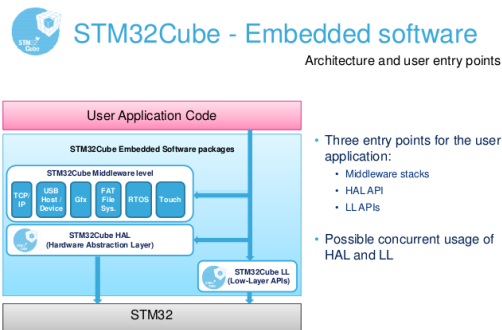 STM32
Cube
STM32Cube - Embedded software
Architecture and user entry points
User Application Code
STM32Cube Embedded Software packages
STM32Cube Middleware level
TCP/
IP
USB
Host /
Device
Gfx
FAT
File
Sys.
RTOS
Touch
STM32Cube HAL
(Hardware Abstraction Layer)
STM32Cube LL
(Low-Layer APIs)
STM32
• Three entry points for the user
application:
• Middleware stacks
• HAL API
• LL APIs
• Possible concurrent usage of
HAL and LL